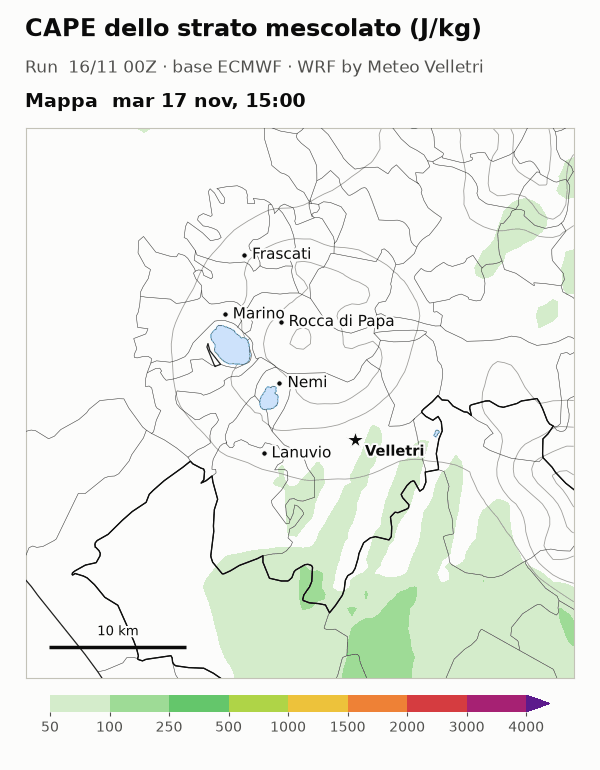 CAPE dello strato mescolato (J/kg)
Run  16/11 00Z · base ECMWF · WRF by Meteo Velletri
Mappa  mar 17 nov, 15:00
Frascati
Marino
Rocca di Papa
Nemi
Velletri
Lanuvio
10 km
50 100 250 500 1000 1500 2000 3000 4000